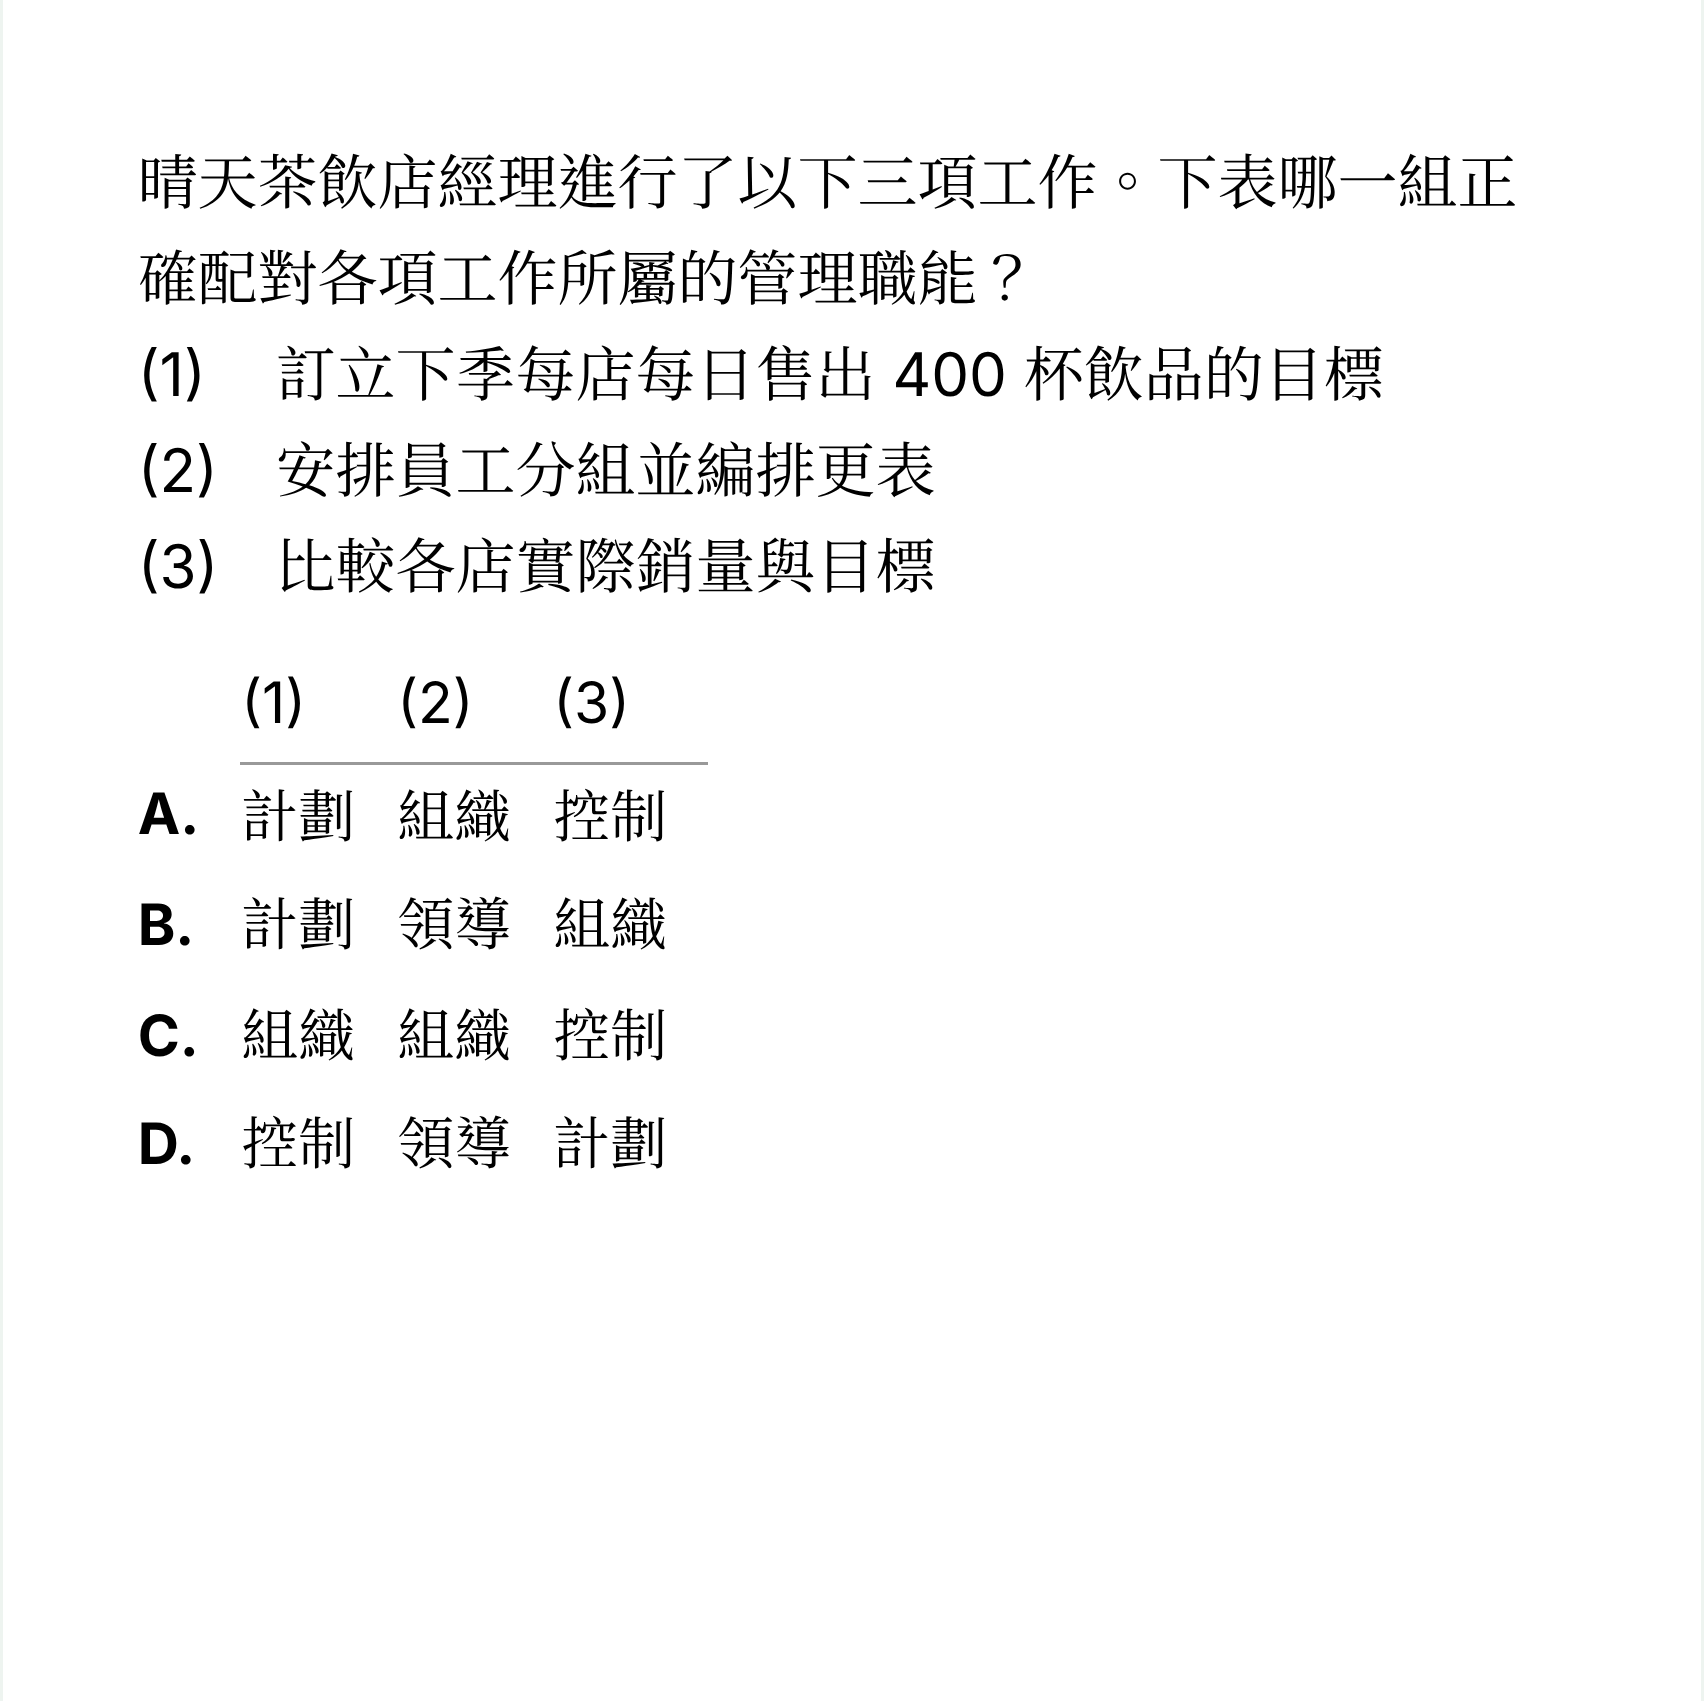 晴天茶飲店經理進行了以下三項工作。下表哪一組正
確配對各項工作所屬的管理職能？
(1) 訂立下季每店每日售出 400 杯飲品的目標
(2) 安排員工分組並編排更表
(3) 比較各店實際銷量與目標
(1) (2) (3)
A. 計劃 組織 控制
B. 計劃 領導 組織
C. 組織 組織 控制
D. 控制 領導 計劃